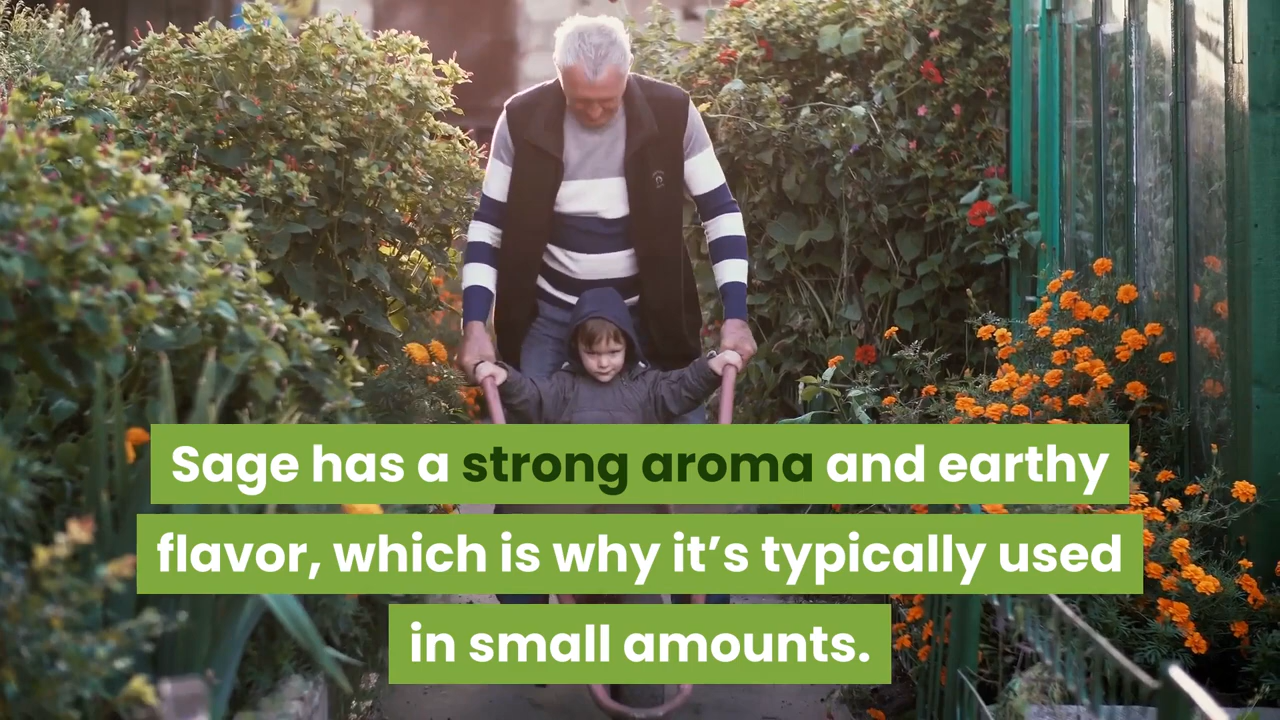 Sage has a strong aroma and earthy
flavor, which is why it’s typically used
in small amounts.